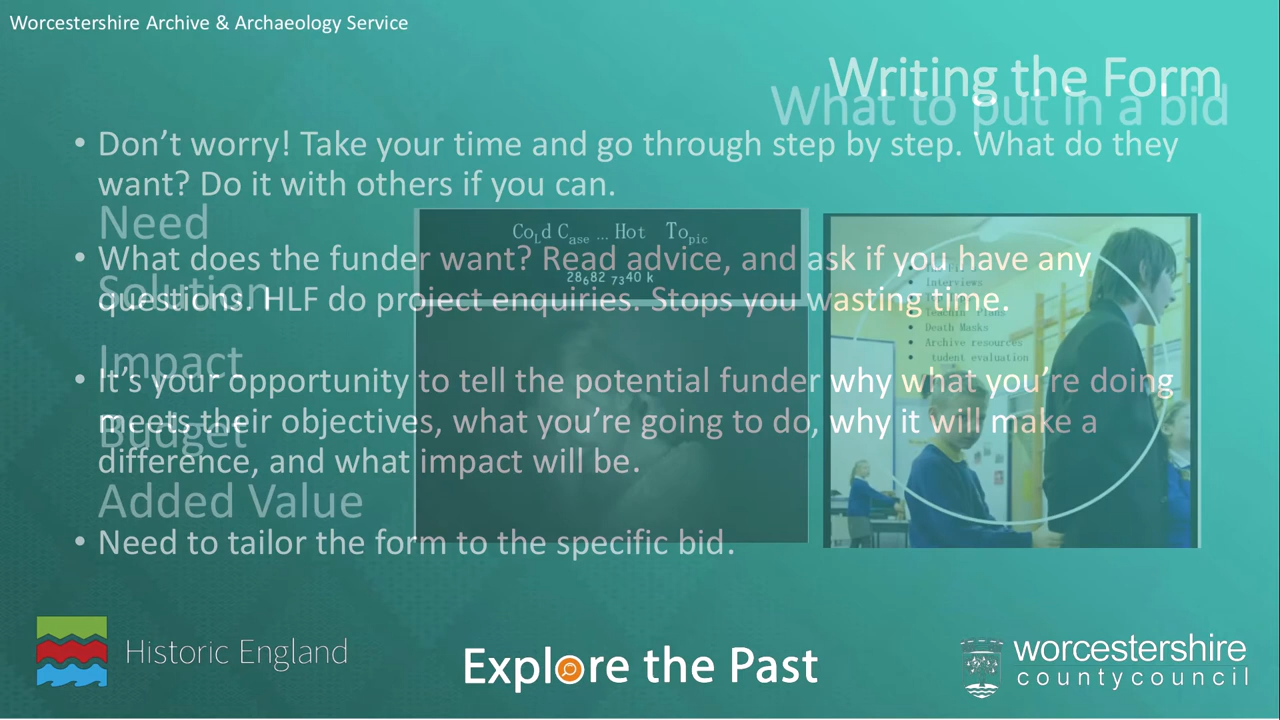 Worcestershire Archive & Archaeology Service
Writing the Form
What to put in a bid
• Don’t worry! Take your time and go through step by step. What do they
want? Do it with others if you can.
• What does the funder want? Read advice, and ask if you have any
questions. HLF do project enquiries. Stops you wasting time.
• It’s your opportunity to tell the potential funder why what you’re doing
meets their objectives, what you’re going to do, why it will make a
difference, and what impact will be.
• Need to tailor the form to the specific bid.
Need
Solution
Impact
Budget
Added Value
CoLd Case ... Hot Topic
28682 7340 k
• Interviews
• Death Masks
• Archive resources
• tudent evaluation
Historic England
Explore the Past
worcestershire
countycouncil